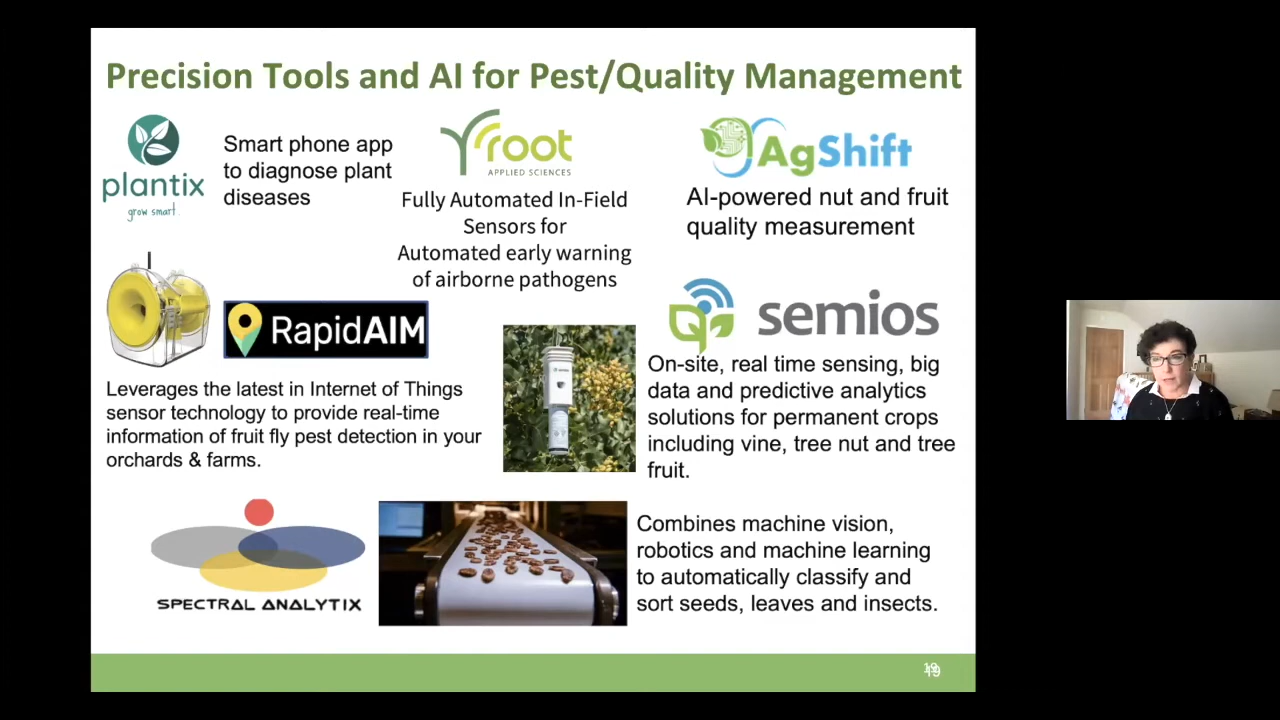 Precision Tools and AI for Pest/Quality Management
plantix
grow smart.
Smart phone app
to diagnose plant
diseases
root
APPLIED SCIENCES
Fully Automated In-Field
Sensors for
Automated early warning
of airborne pathogens
AgShift
AI-powered nut and fruit
quality measurement
RapidAIM
Leverages the latest in Internet of Things
sensor technology to provide real-time
information of fruit fly pest detection in your
orchards & farms.
semios
On-site, real time sensing, big
data and predictive analytics
solutions for permanent crops
including vine, tree nut and tree
fruit.
SPECTRAL ANALYTIX
Combines machine vision,
robotics and machine learning
to automatically classify and
sort seeds, leaves and insects.
19
19